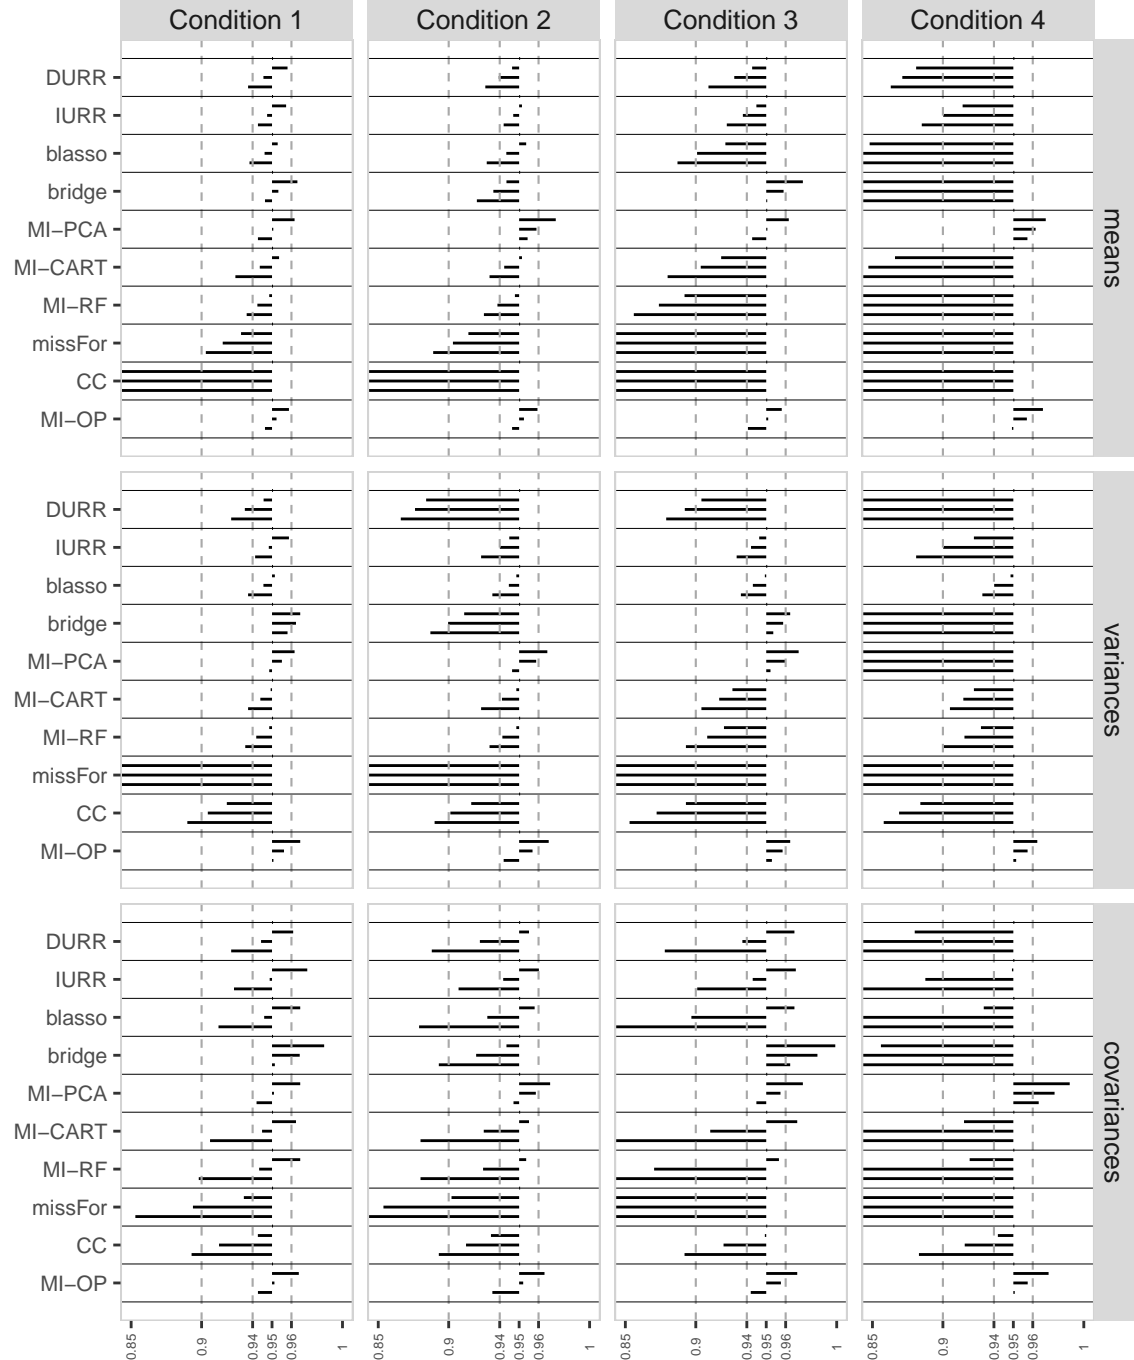 Condition 1 Condition 2 Condition 3 Condition 4
DURR
IURR
blasso
bridge
MI−PCA
MI−CART
MI−RF
missFor
CC
MI−OP
means
DURR
IURR
blasso
bridge
MI−PCA
MI−CART
MI−RF
missFor
CC
MI−OP
variances
DURR
IURR
blasso
bridge
MI−PCA
MI−CART
MI−RF
missFor
CC
MI−OP
covariances
0.85 0.9 0.94 0.95 0.96 1 0.85 0.9 0.94 0.95 0.96 1 0.85 0.9 0.94 0.95 0.96 1 0.85 0.9 0.94 0.95 0.96 1